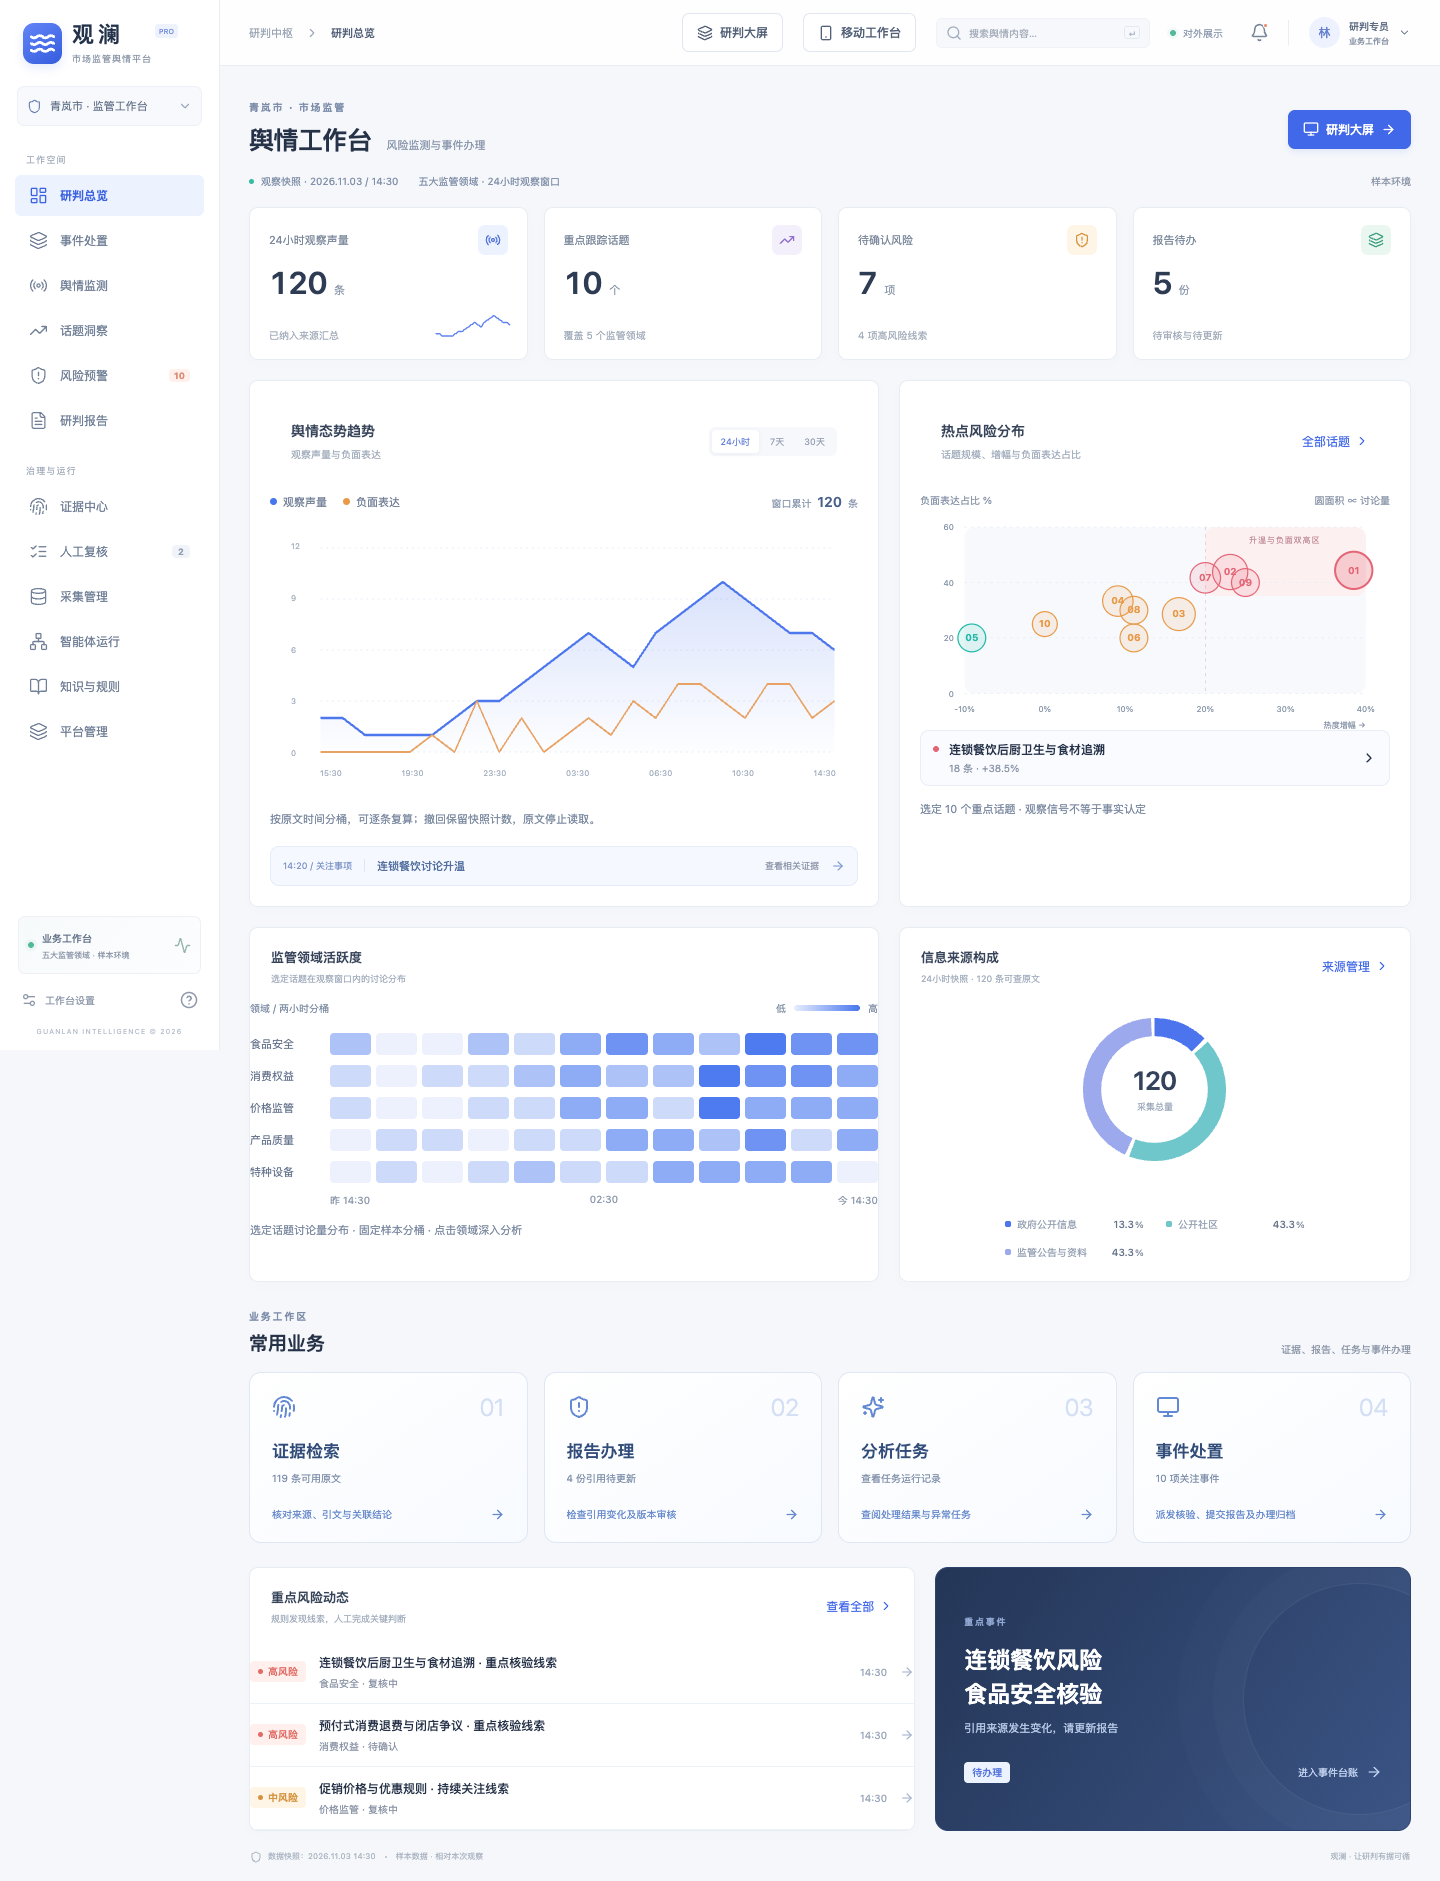 观澜
PRO
市场监管舆情平台
青岚市 · 监管工作台
工作空间
研判总览
事件处置
舆情监测
话题洞察
风险预警
10
研判报告
治理与运行
证据中心
人工复核
2
采集管理
智能体运行
知识与规则
平台管理
业务工作台
五大监管领域 · 样本环境
工作台设置
GUANLAN INTELLIGENCE © 2026
研判中枢 研判总览
研判大屏
移动工作台
搜索舆情内容...
对外展示
林
研判专员
业务工作台
青岚市 · 市场监管
舆情工作台
风险监测与事件办理
研判大屏
观察快照 · 2026.11.03 / 14:30
五大监管领域 · 24小时观察窗口
样本环境
24小时观察声量
120 条
已纳入来源汇总
重点跟踪话题
10 个
覆盖 5 个监管领域
待确认风险
7 项
4 项高风险线索
报告待办
5 份
待审核与待更新
舆情态势趋势
观察声量与负面表达
24小时 7天 30天
观察声量 负面表达
窗口累计 120 条
12
9
6
3
0
15:30 19:30 23:30 03:30 06:30 10:30 14:30
按原文时间分桶，可逐条复算；撤回保留快照计数，原文停止读取。
14:20 / 关注事项
连锁餐饮讨论升温
查看相关证据
热点风险分布
话题规模、增幅与负面表达占比
全部话题
负面表达占比 %
圆面积 ∝ 讨论量
60
升温与负面双高区
40
20
0
01
02
07
09
04
08
03
10
06
05
-10% 0% 10% 20% 30% 40%
热度增幅 →
连锁餐饮后厨卫生与食材追溯
18 条 · +38.5%
选定 10 个重点话题 · 观察信号不等于事实认定
监管领域活跃度
选定话题在观察窗口内的讨论分布
领域 / 两小时分桶
低 高
食品安全
消费权益
价格监管
产品质量
特种设备
昨 14:30 02:30 今 14:30
选定话题讨论量分布 · 固定样本分桶 · 点击领域深入分析
信息来源构成
24小时快照 · 120 条可查原文
来源管理
120
采集总量
政府公开信息 13.3%
公开社区 43.3%
监管公告与资料 43.3%
业务工作区
常用业务
证据、报告、任务与事件办理
01
证据检索
119 条可用原文
核对来源、引文与关联结论
02
报告办理
4 份引用待更新
检查引用变化及版本审核
03
分析任务
查看任务运行记录
查阅处理结果与异常任务
04
事件处置
10 项关注事件
派发核验、提交报告及办理归档
重点风险动态
规则发现线索，人工完成关键判断
查看全部
高风险
连锁餐饮后厨卫生与食材追溯 · 重点核验线索
食品安全 · 复核中
14:30
高风险
预付式消费退费与闭店争议 · 重点核验线索
消费权益 · 待确认
14:30
中风险
促销价格与优惠规则 · 持续关注线索
价格监管 · 复核中
14:30
重点事件
连锁餐饮风险
食品安全核验
引用来源发生变化，请更新报告
待办理
进入事件台账
数据快照：2026.11.03 14:30 · 样本数据 · 相对本次观察
观澜 · 让研判有据可循